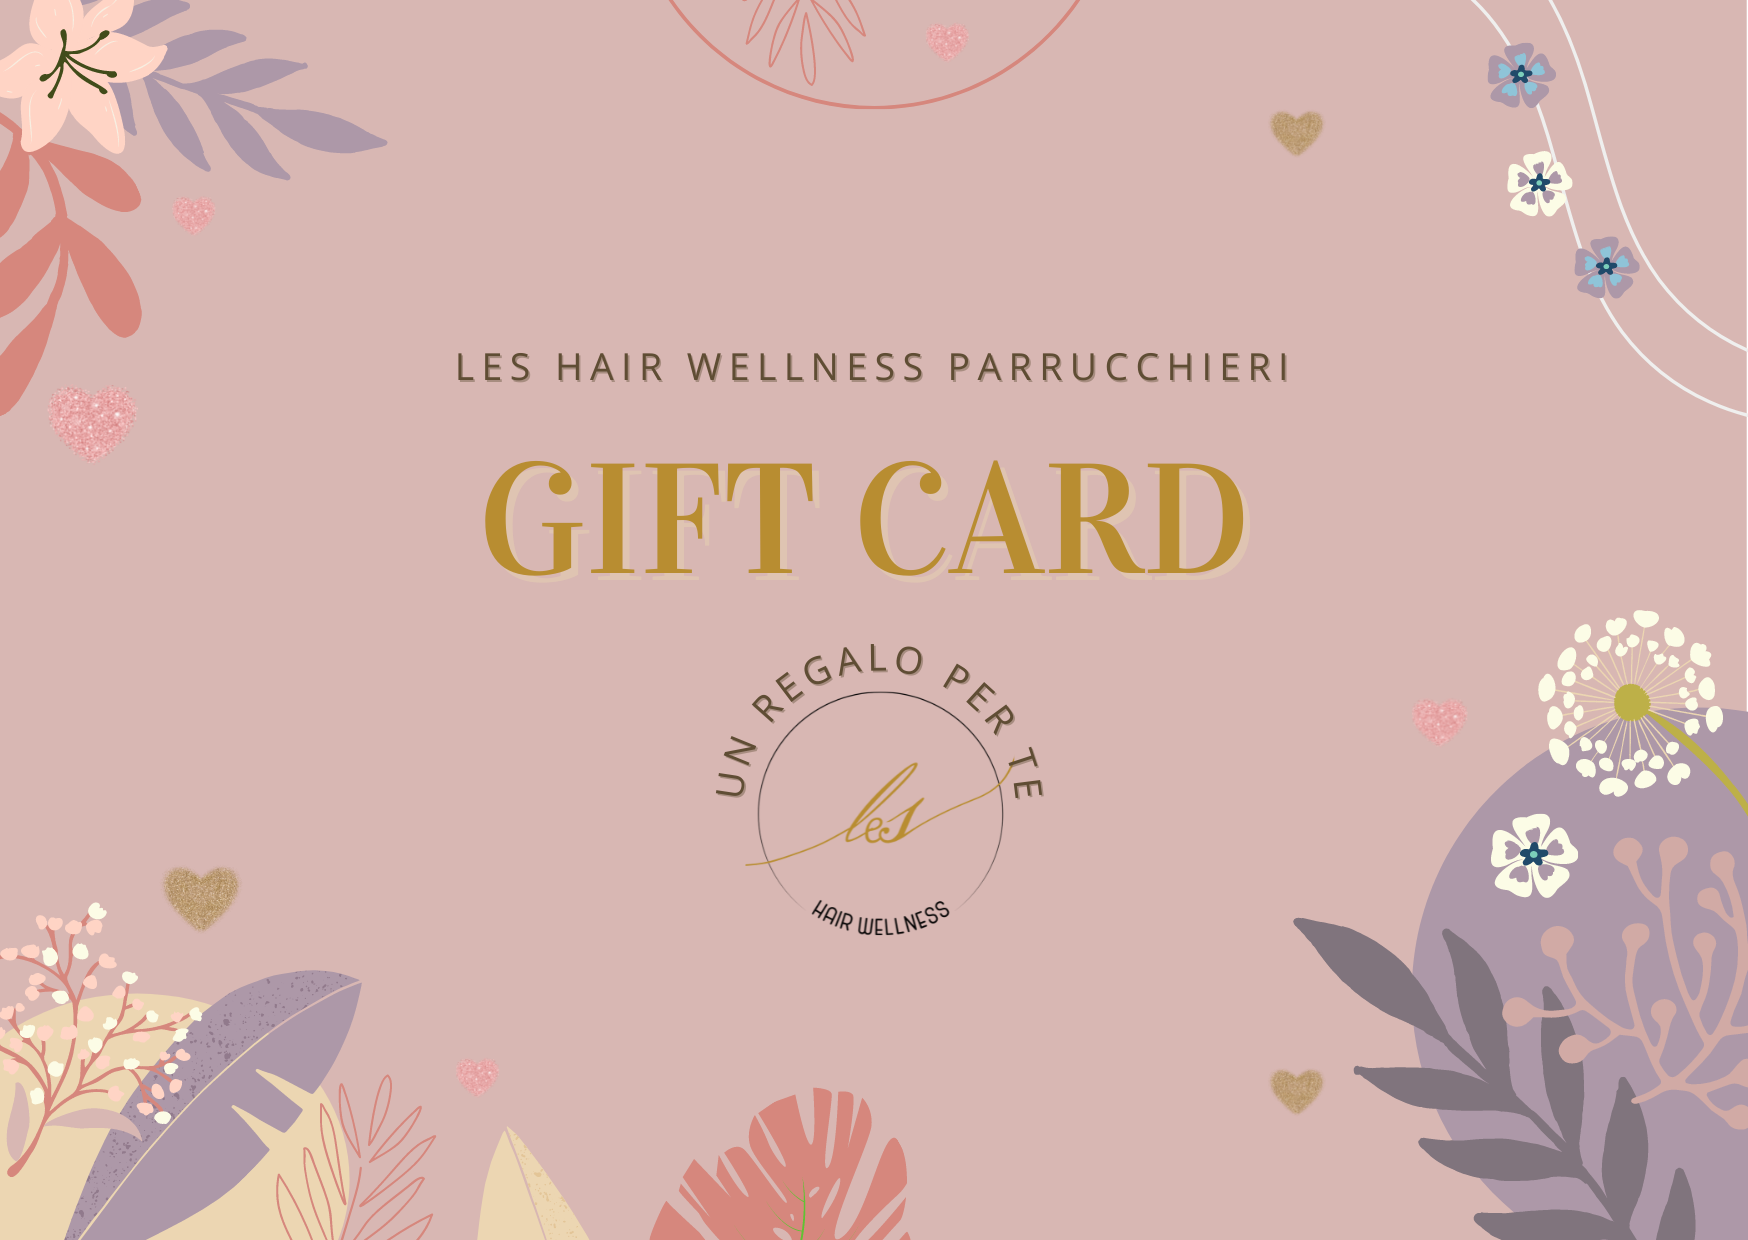 LES HAIR WELLNESS PARRUCCHIERI
GIFT CARD
UN REGALO PER TE
les
HAIR WELLNESS